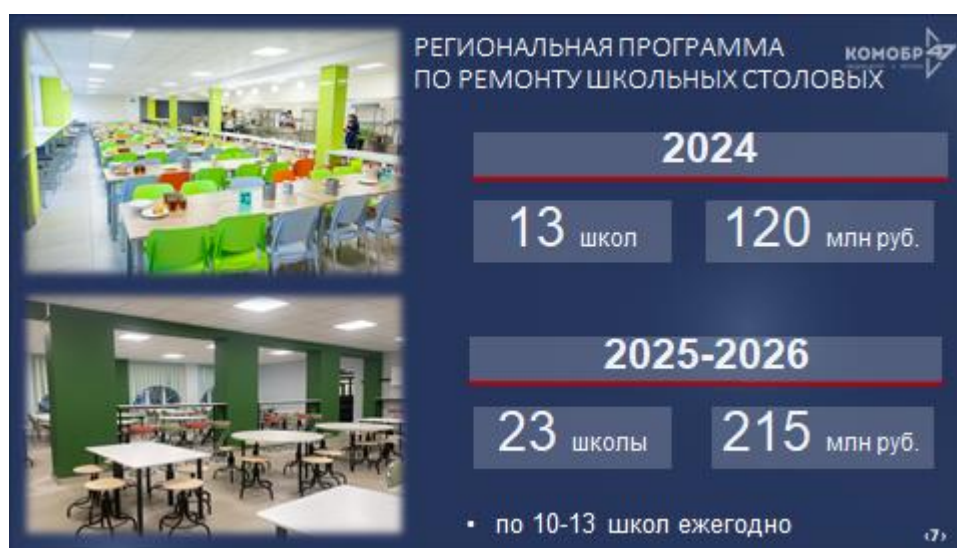 РЕГИОНАЛЬНАЯ ПРОГРАММА
ПО РЕМОНТУ ШКОЛЬНЫХ СТОЛОВЫХ
КОМОБР 47
2024
13 школ
120 млн руб.
2025-2026
23 школы
215 млн руб.
• по 10-13 школ ежегодно
‹7›